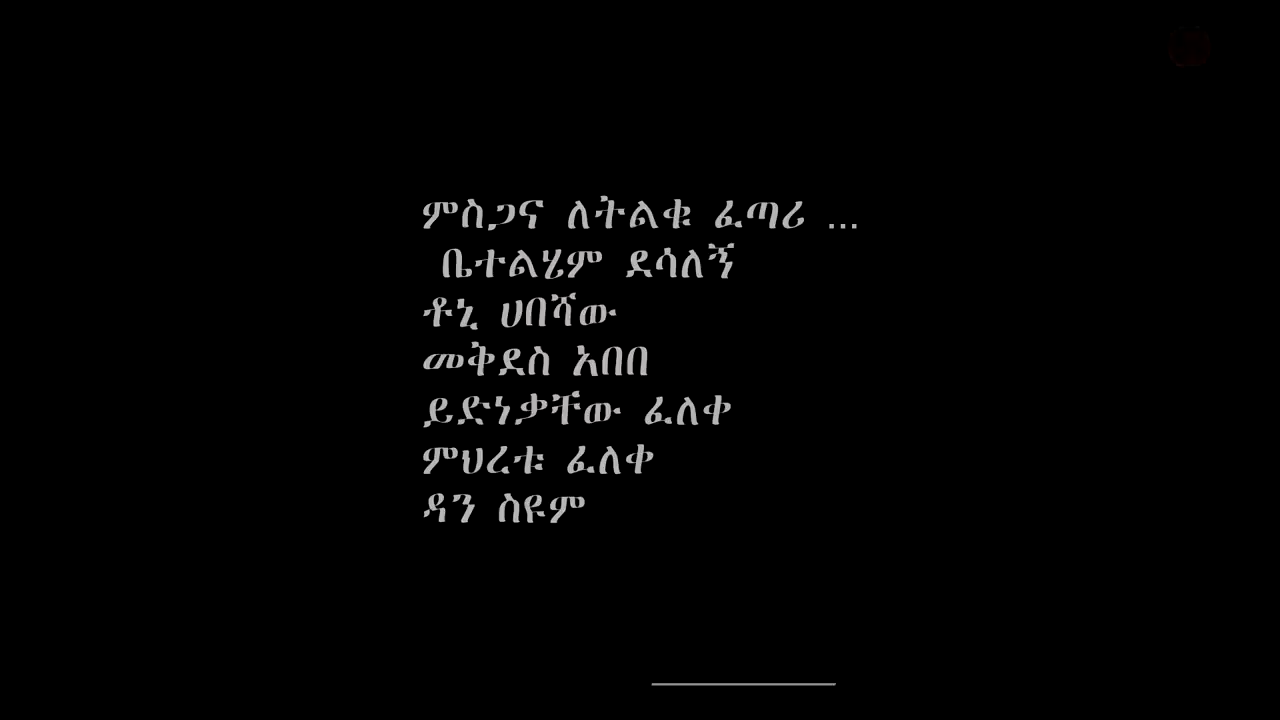 ምስጋና ለትልቁ ፈጣሪ ...
ቤተልሄም ደሳለኝ
ቶኒ ሀበሻው
መቅደስ አበበ
ይድነቃቸው ፈለቀ
ምህረቱ ፈለቀ
ዳን ስዩም